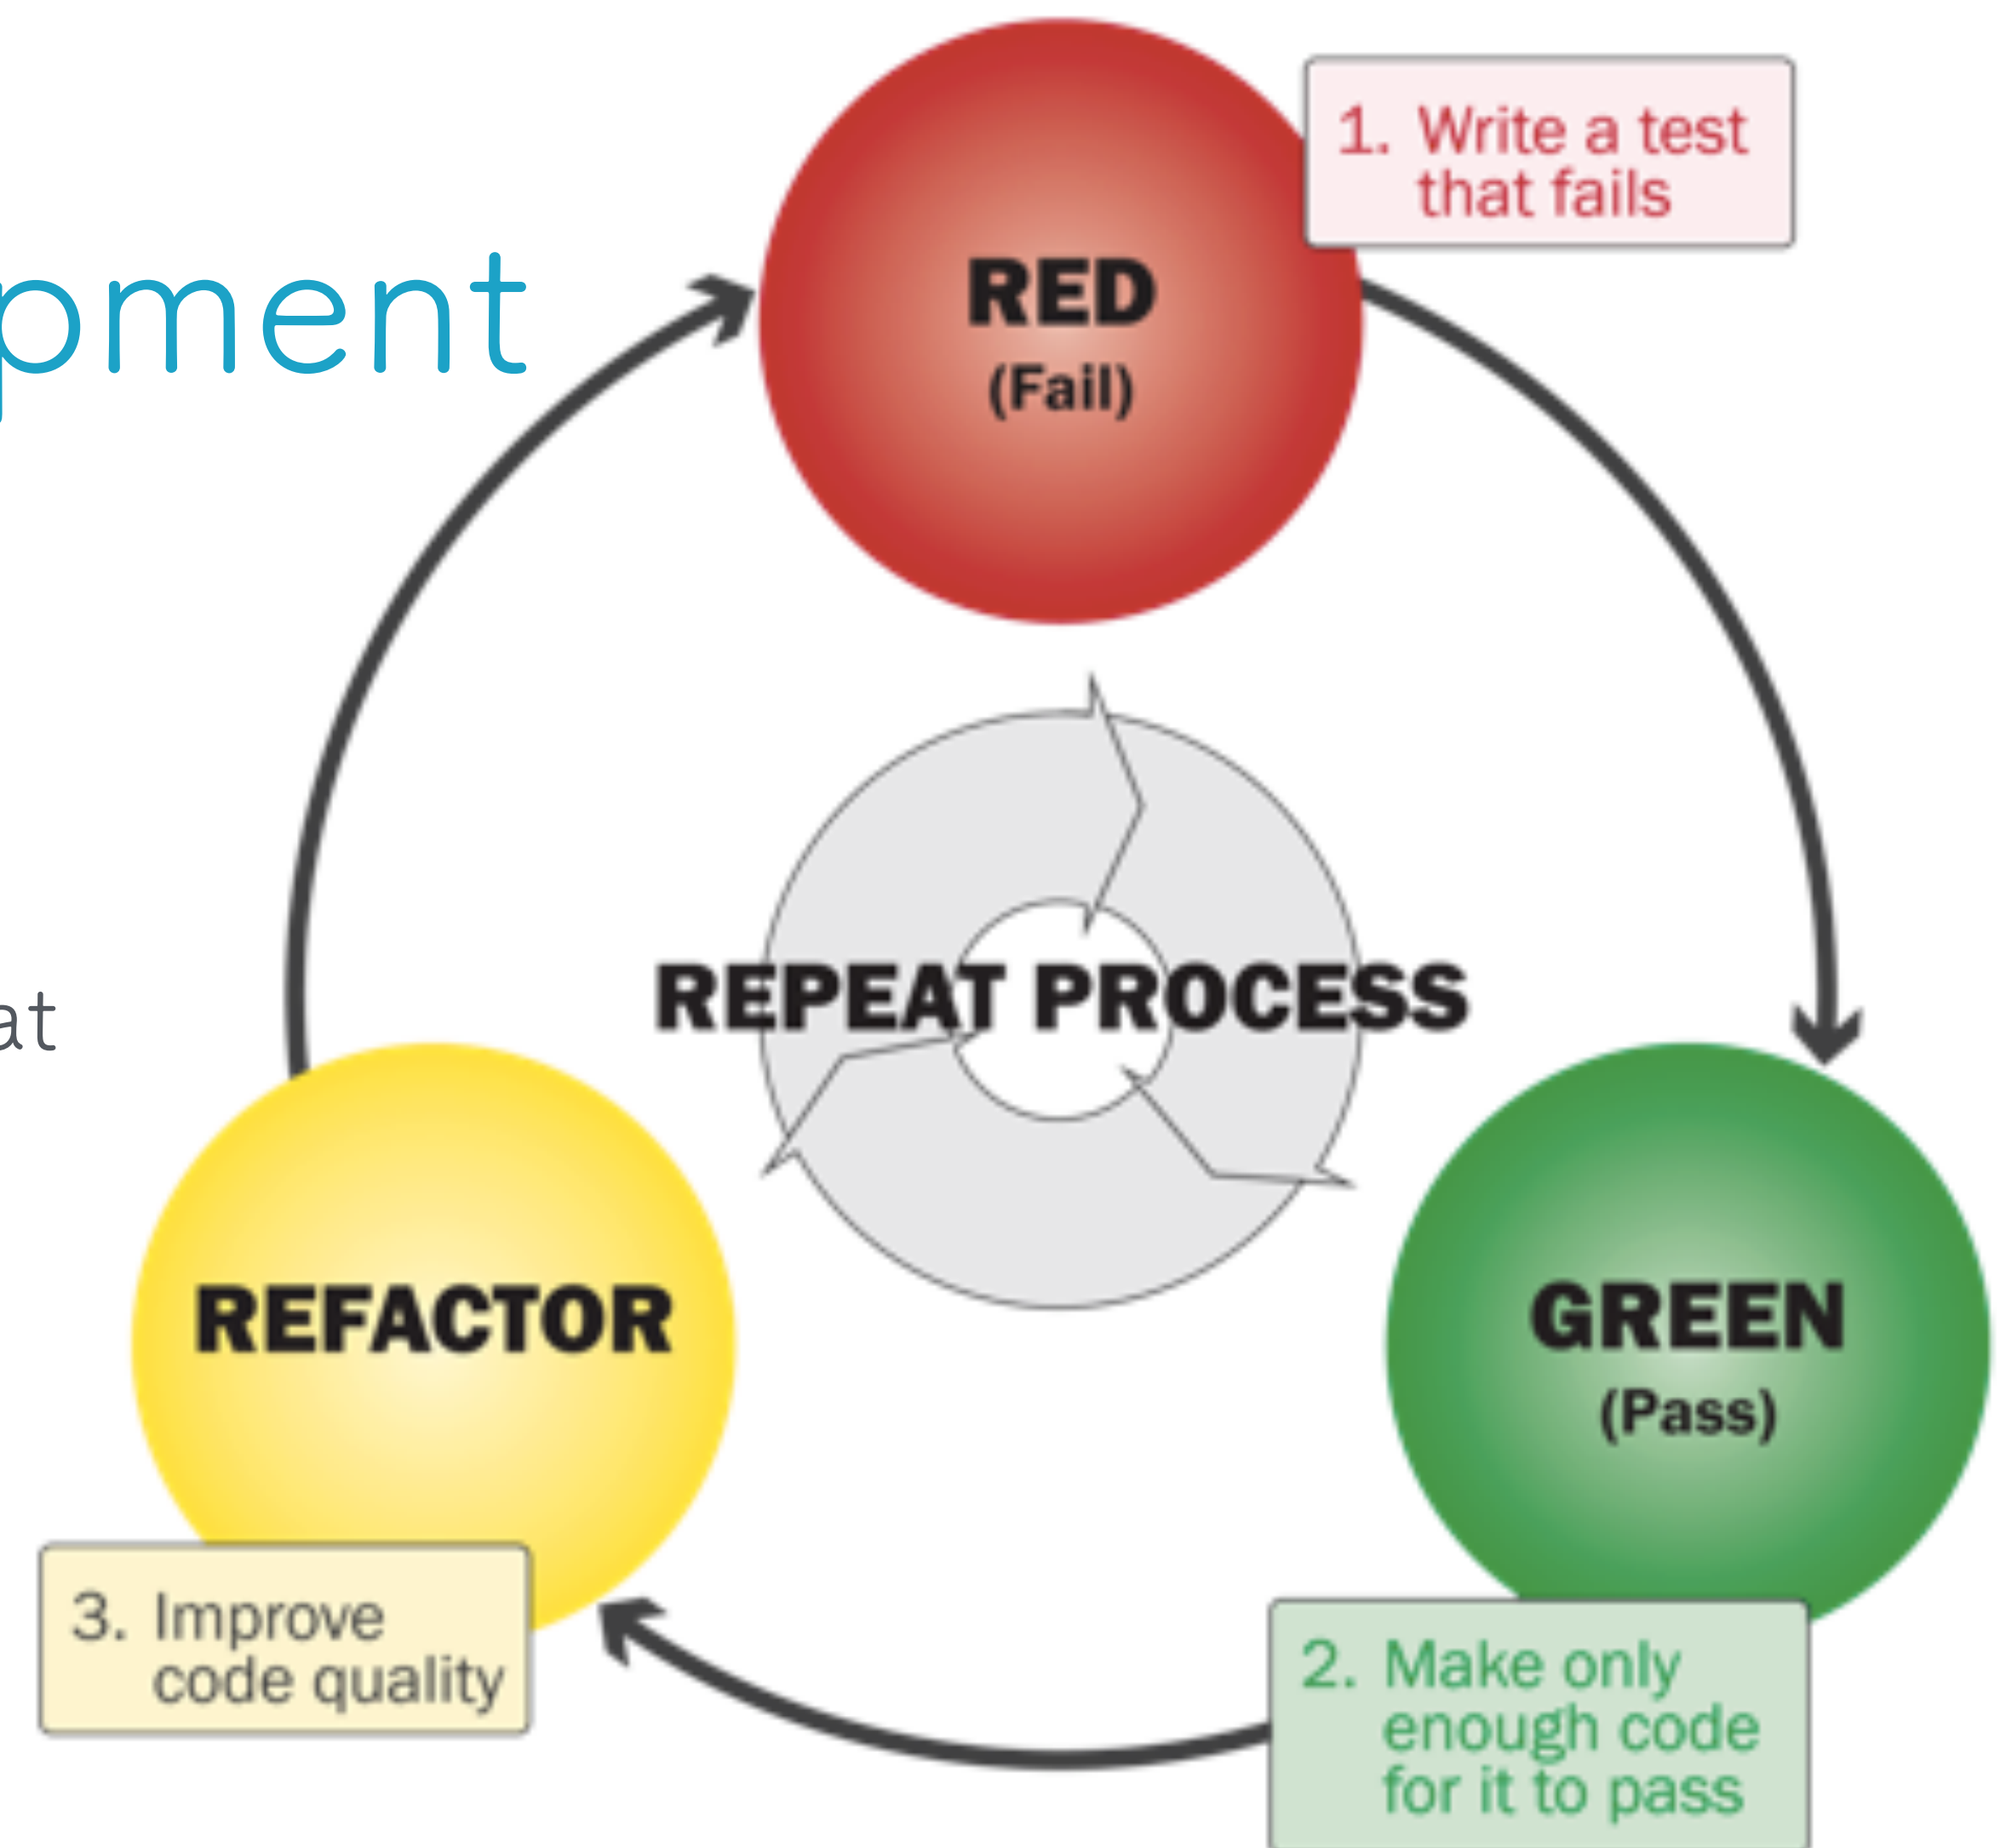 1. Write a test
that fails
pment
RED
(Fail)
REPEAT PROCESS
at
REFACTOR
GREEN
(Pass)
3. Improve
code quality
2. Make only
enough code
for it to pass